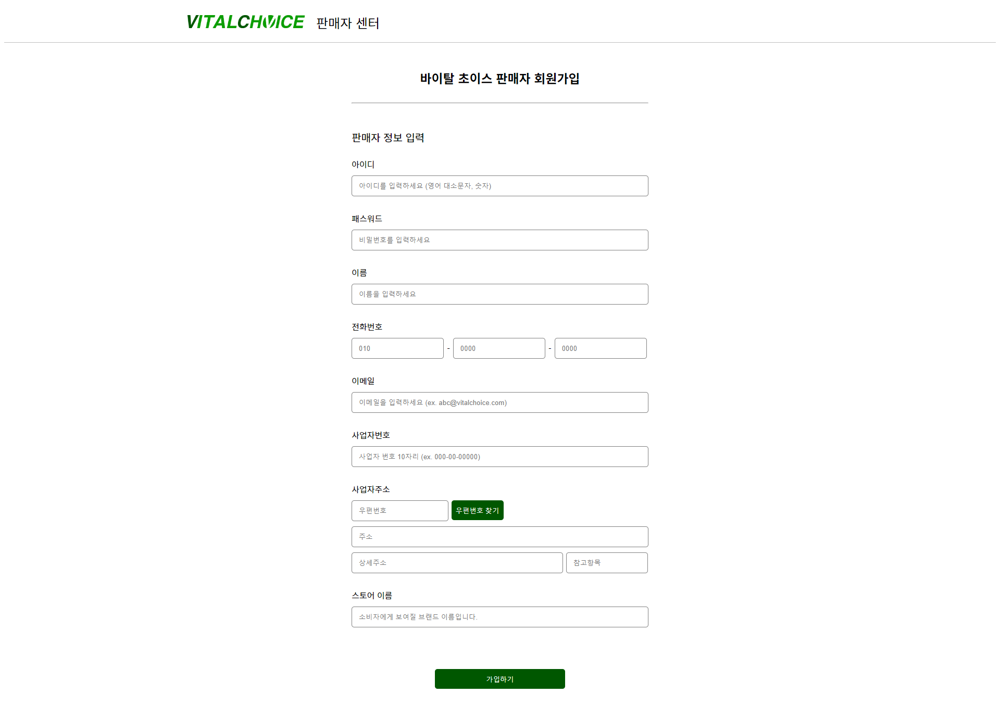 VITALCHOICE 판매자 센터
바이탈 초이스 판매자 회원가입
판매자 정보 입력
아이디
아이디를 입력하세요 (영어 대소문자, 숫자)
패스워드
비밀번호를 입력하세요
이름
이름을 입력하세요
전화번호
010 - 0000 - 0000
이메일
이메일을 입력하세요 (ex. abc@vitalchoice.com)
사업자번호
사업자 번호 10자리 (ex. 000-00-00000)
사업자주소
우편번호 우편번호 찾기
주소
상세주소 참고항목
스토어 이름
소비자에게 보여질 브랜드 이름입니다.
가입하기